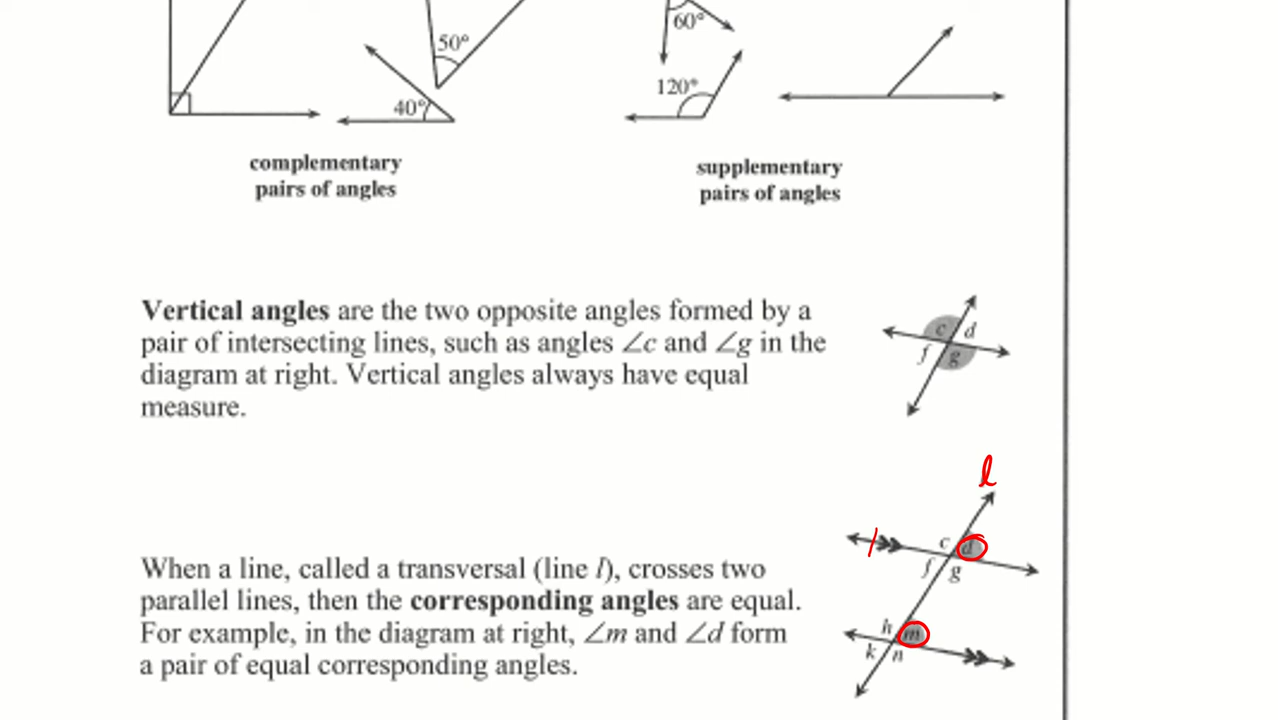 50°
40°
60°
120°
complementary
pairs of angles
supplementary
pairs of angles
Vertical angles are the two opposite angles formed by a
pair of intersecting lines, such as angles ∠c and ∠g in the
diagram at right. Vertical angles always have equal
measure.
c d
f g
l
c d
f g
When a line, called a transversal (line l), crosses two
parallel lines, then the corresponding angles are equal.
For example, in the diagram at right, ∠m and ∠d form
a pair of equal corresponding angles.
h m
k n